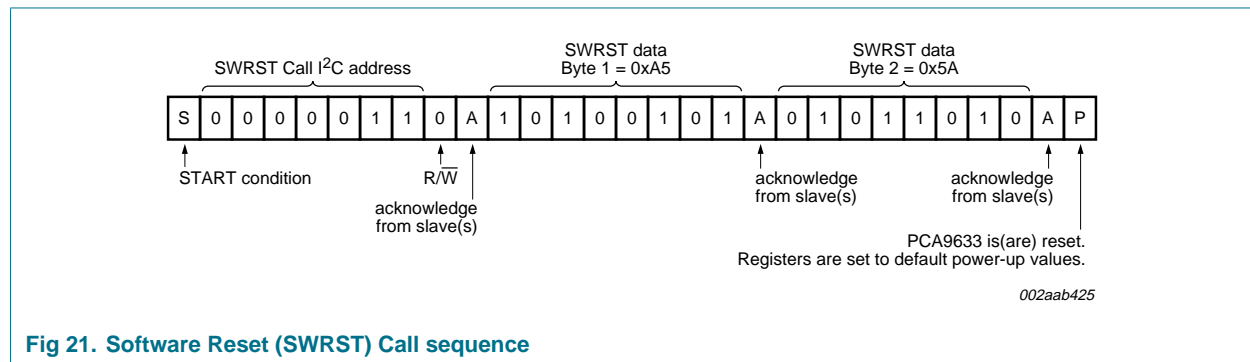 SWRST Call I²C address
SWRST data
Byte 1 = 0xA5
SWRST data
Byte 2 = 0x5A
S 0 0 0 0 0 1 1 0 A 1 0 1 0 0 1 0 1 A 0 1 0 1 1 0 1 0 A P
START condition
R/W̅
acknowledge
from slave(s)
acknowledge
from slave(s)
acknowledge
from slave(s)
PCA9633 is(are) reset.
Registers are set to default power-up values.
002aab425
Fig 21. Software Reset (SWRST) Call sequence